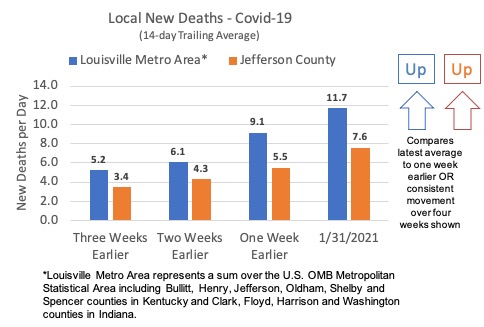 Local New Deaths - Covid-19
(14-day Trailing Average)
Louisville Metro Area* Jefferson County
Up Up
New Deaths per Day
14.0
12.0
10.0
8.0
6.0
4.0
2.0
0.0
5.2 3.4 6.1 4.3 9.1 5.5 11.7 7.6
Three Weeks Two Weeks One Week 1/31/2021
Earlier Earlier Earlier
Compares
latest average
to one week
earlier OR
consistent
movement
over four
weeks shown
*Louisville Metro Area represents a sum over the U.S. OMB Metropolitan
Statistical Area including Bullitt, Henry, Jefferson, Oldham, Shelby and
Spencer counties in Kentucky and Clark, Floyd, Harrison and Washington
counties in Indiana.